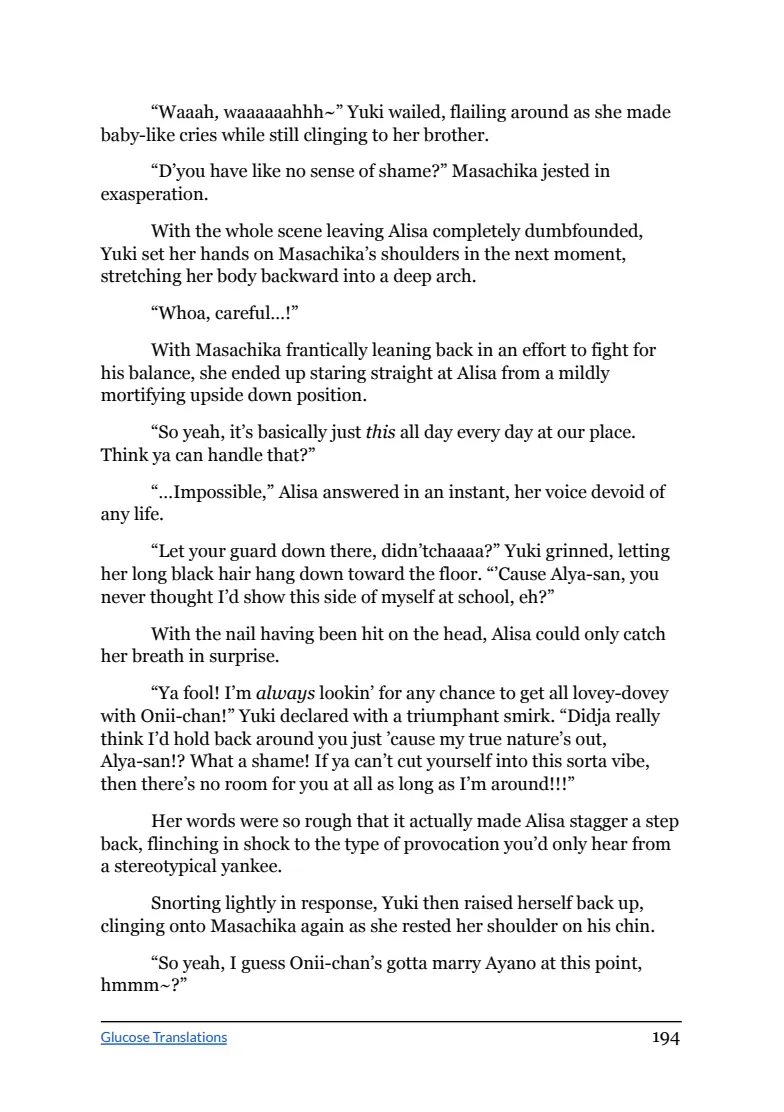 “Waaah, waaaaaahhh~” Yuki wailed, flailing around as she made
baby-like cries while still clinging to her brother.
“D’you have like no sense of shame?” Masachika jested in
exasperation.
With the whole scene leaving Alisa completely dumbfounded,
Yuki set her hands on Masachika’s shoulders in the next moment,
stretching her body backward into a deep arch.
“Whoa, careful…!”
With Masachika frantically leaning back in an effort to fight for
his balance, she ended up staring straight at Alisa from a mildly
mortifying upside down position.
“So yeah, it’s basically just this all day every day at our place.
Think ya can handle that?”
“…Impossible,” Alisa answered in an instant, her voice devoid of
any life.
“Let your guard down there, didn’tchaaaa?” Yuki grinned, letting
her long black hair hang down toward the floor. “’Cause Alya-san, you
never thought I’d show this side of myself at school, eh?”
With the nail having been hit on the head, Alisa could only catch
her breath in surprise.
“Ya fool! I’m always lookin’ for any chance to get all lovey-dovey
with Onii-chan!” Yuki declared with a triumphant smirk. “Didja really
think I’d hold back around you just ’cause my true nature’s out,
Alya-san!? What a shame! If ya can’t cut yourself into this sorta vibe,
then there’s no room for you at all as long as I’m around!!!”
Her words were so rough that it actually made Alisa stagger a step
back, flinching in shock to the type of provocation you’d only hear from
a stereotypical yankee.
Snorting lightly in response, Yuki then raised herself back up,
clinging onto Masachika again as she rested her shoulder on his chin.
“So yeah, I guess Onii-chan’s gotta marry Ayano at this point,
hmmm~?”
Glucose Translations 194